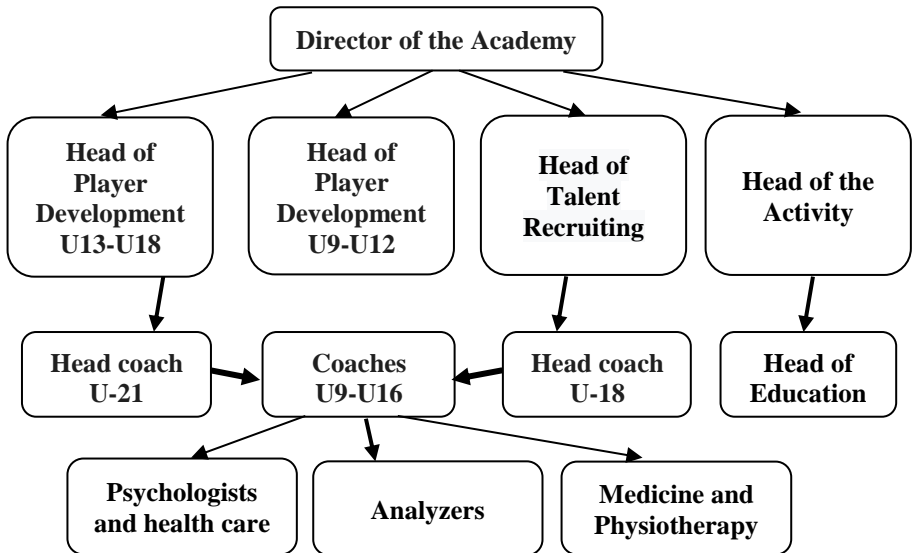 Director of the Academy
Head of
Player
Development
U13-U18
Head of
Player
Development
U9-U12
Head of
Talent
Recruiting
Head of the
Activity
Head coach
U-21
Coaches
U9-U16
Head coach
U-18
Head of
Education
Psychologists
and health care
Analyzers
Medicine and
Physiotherapy